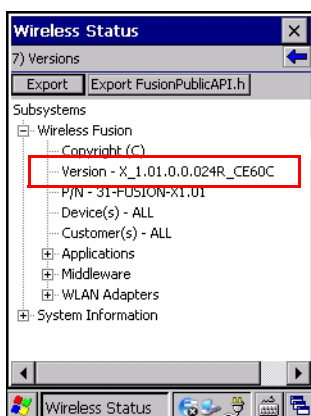 Wireless Status
7) Versions
Export Export FusionPublicAPI.h
Subsystems
Wireless Fusion
Copyright (C)
Version - X_1.01.0.0.024R_CE60C
P/N - 31-FUSION-X1.01
Device(s) - ALL
Customer(s) - ALL
Applications
Middleware
WLAN Adapters
System Information
Wireless Status